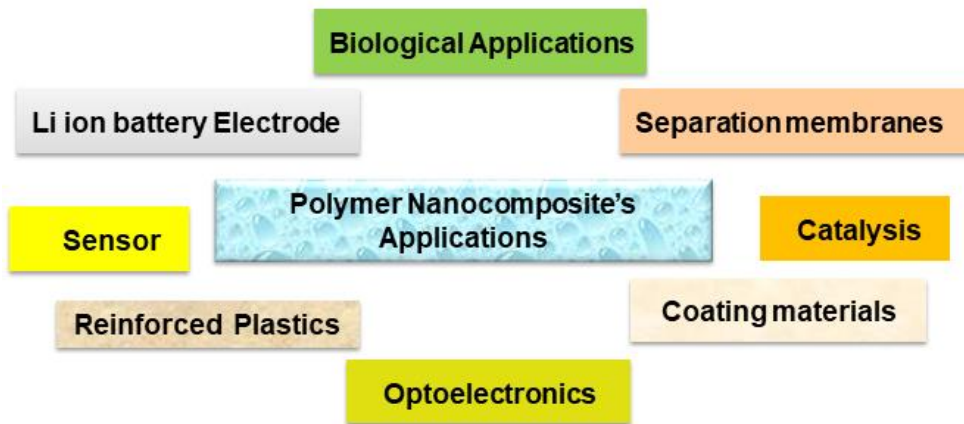 Biological Applications
Li ion battery Electrode
Separation membranes
Polymer Nanocomposite's
Applications
Sensor
Catalysis
Reinforced Plastics
Coating materials
Optoelectronics